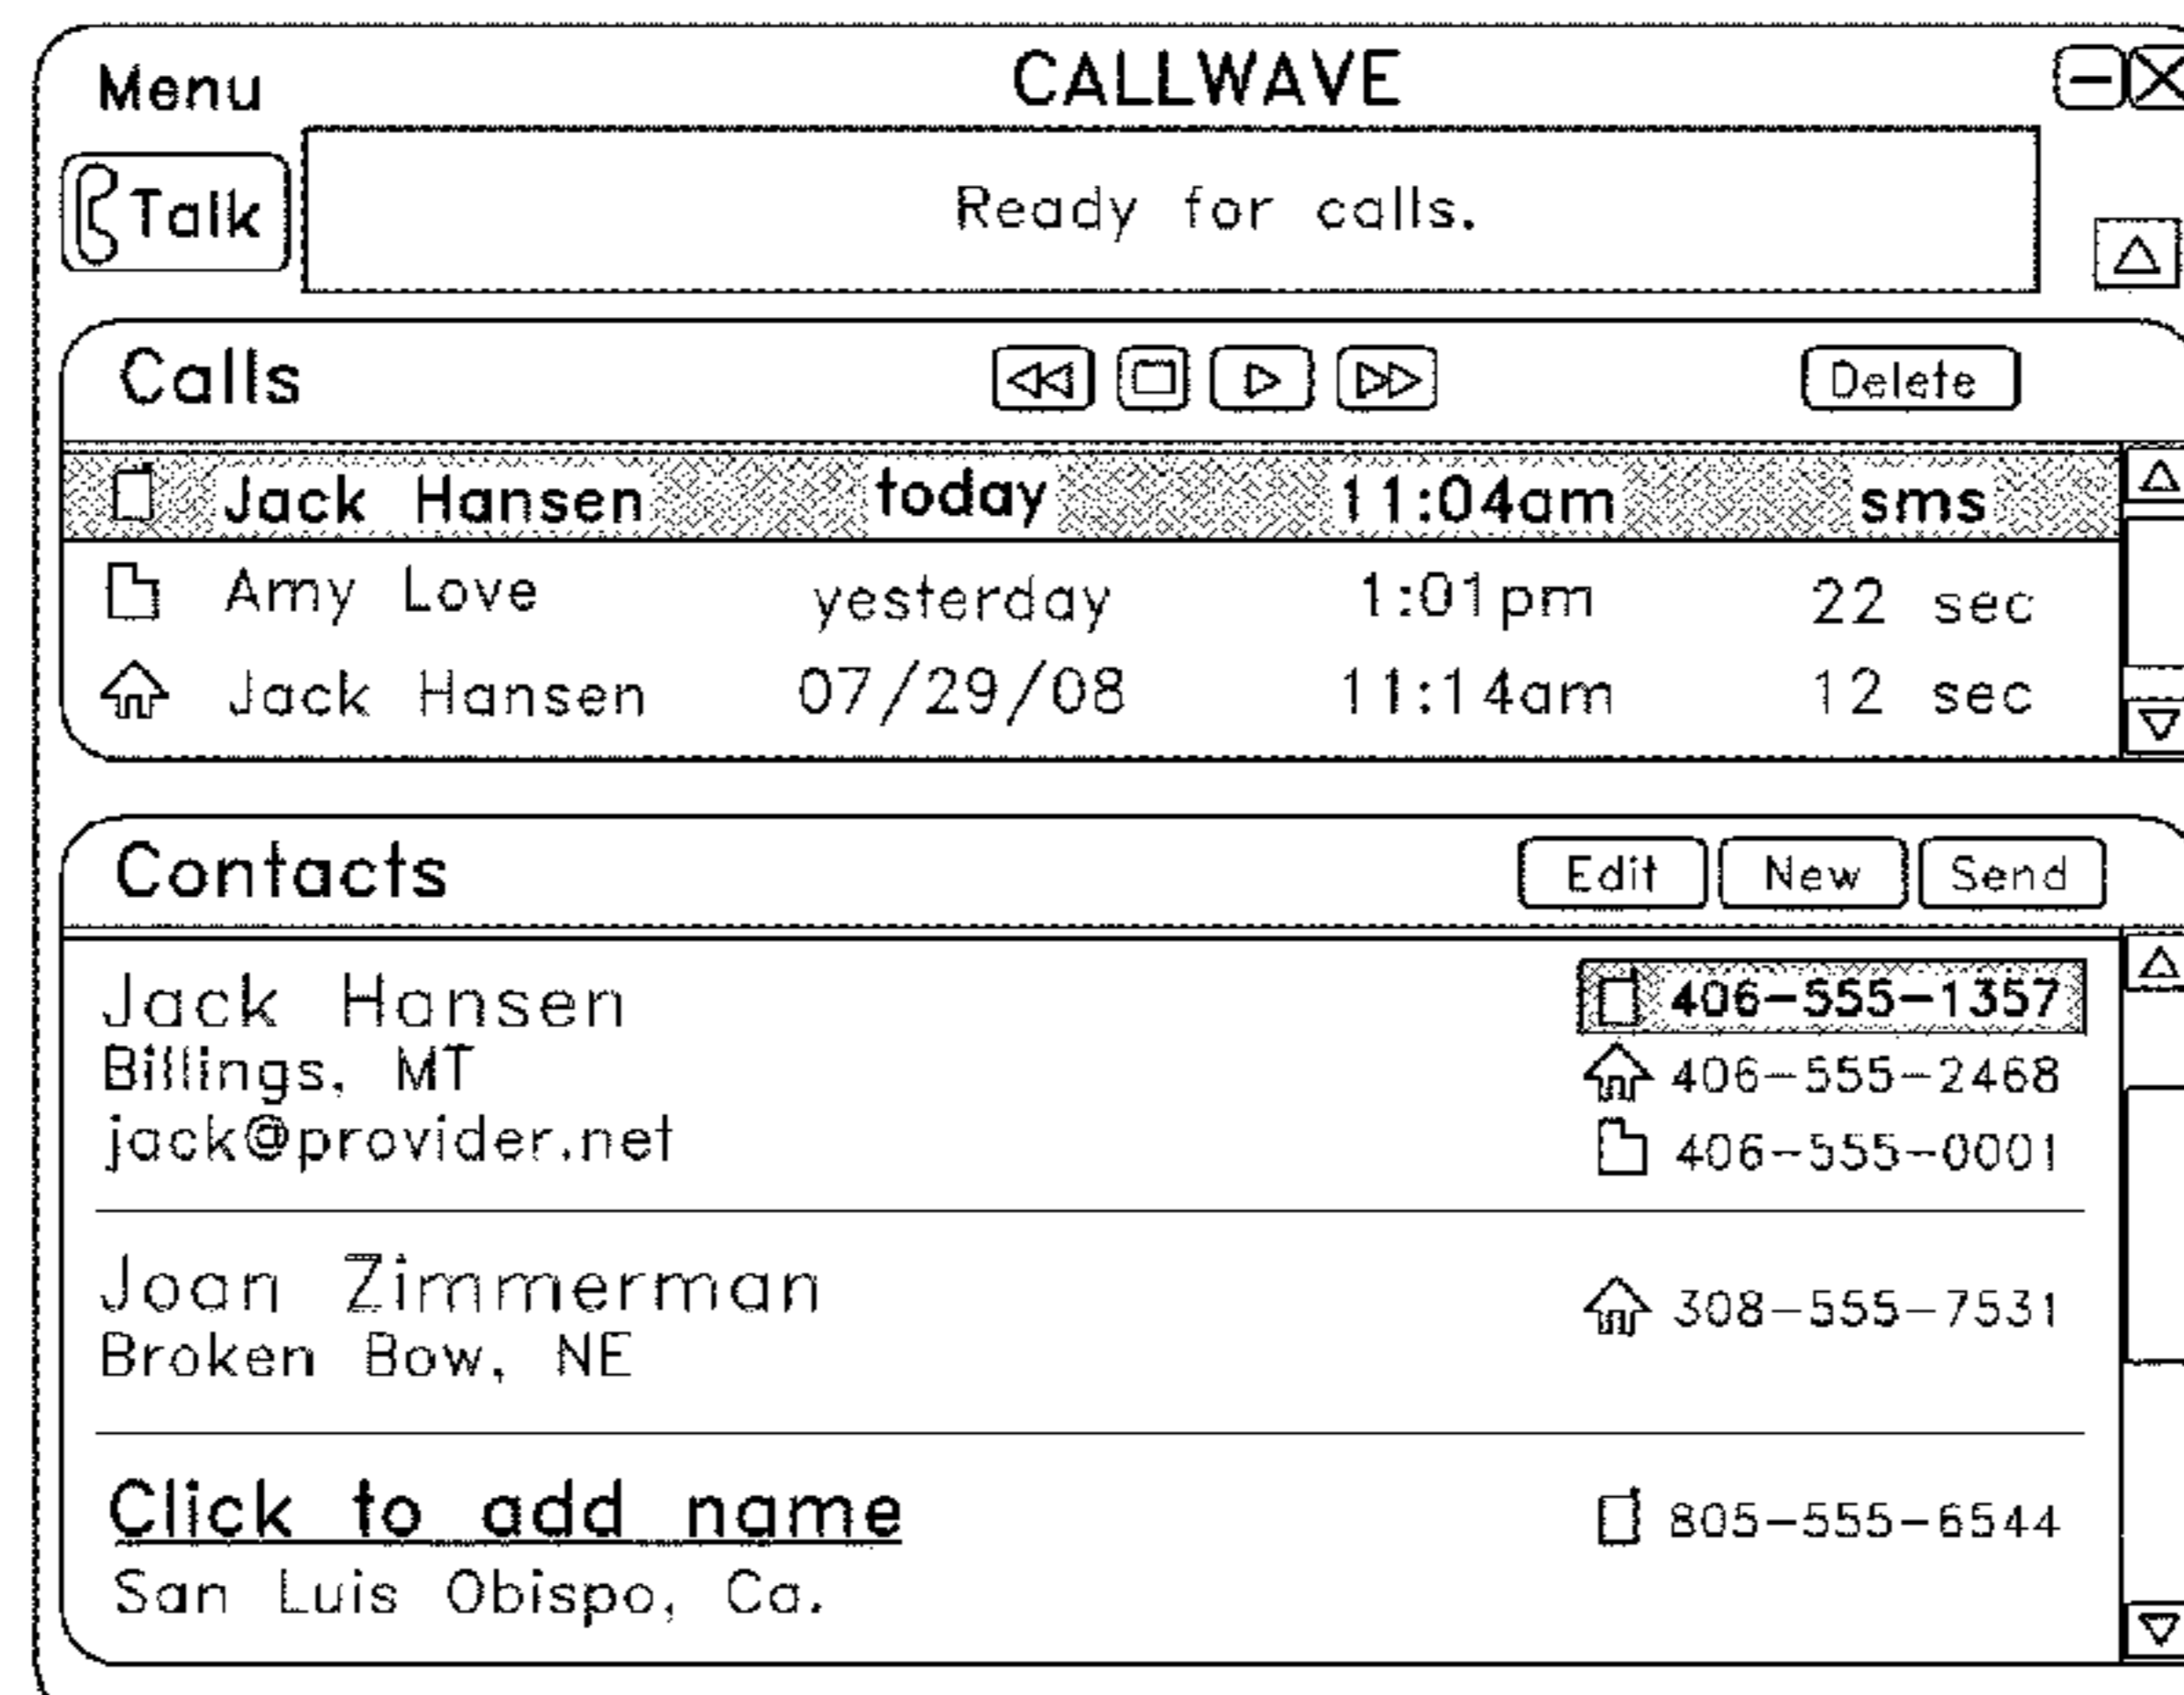 Menu CALLWAVE
Talk Ready for calls.
Calls Delete
Jack Hansen today 11:04am sms
Amy Love yesterday 1:01pm 22 sec
Jack Hansen 07/29/08 11:14am 12 sec
Contacts Edit New Send
Jack Hansen 406-555-1357
Billings, MT 406-555-2468
jack@provider.net 406-555-0001
Joan Zimmerman 308-555-7531
Broken Bow, NE
Click to add name 805-555-6544
San Luis Obispo, Ca.